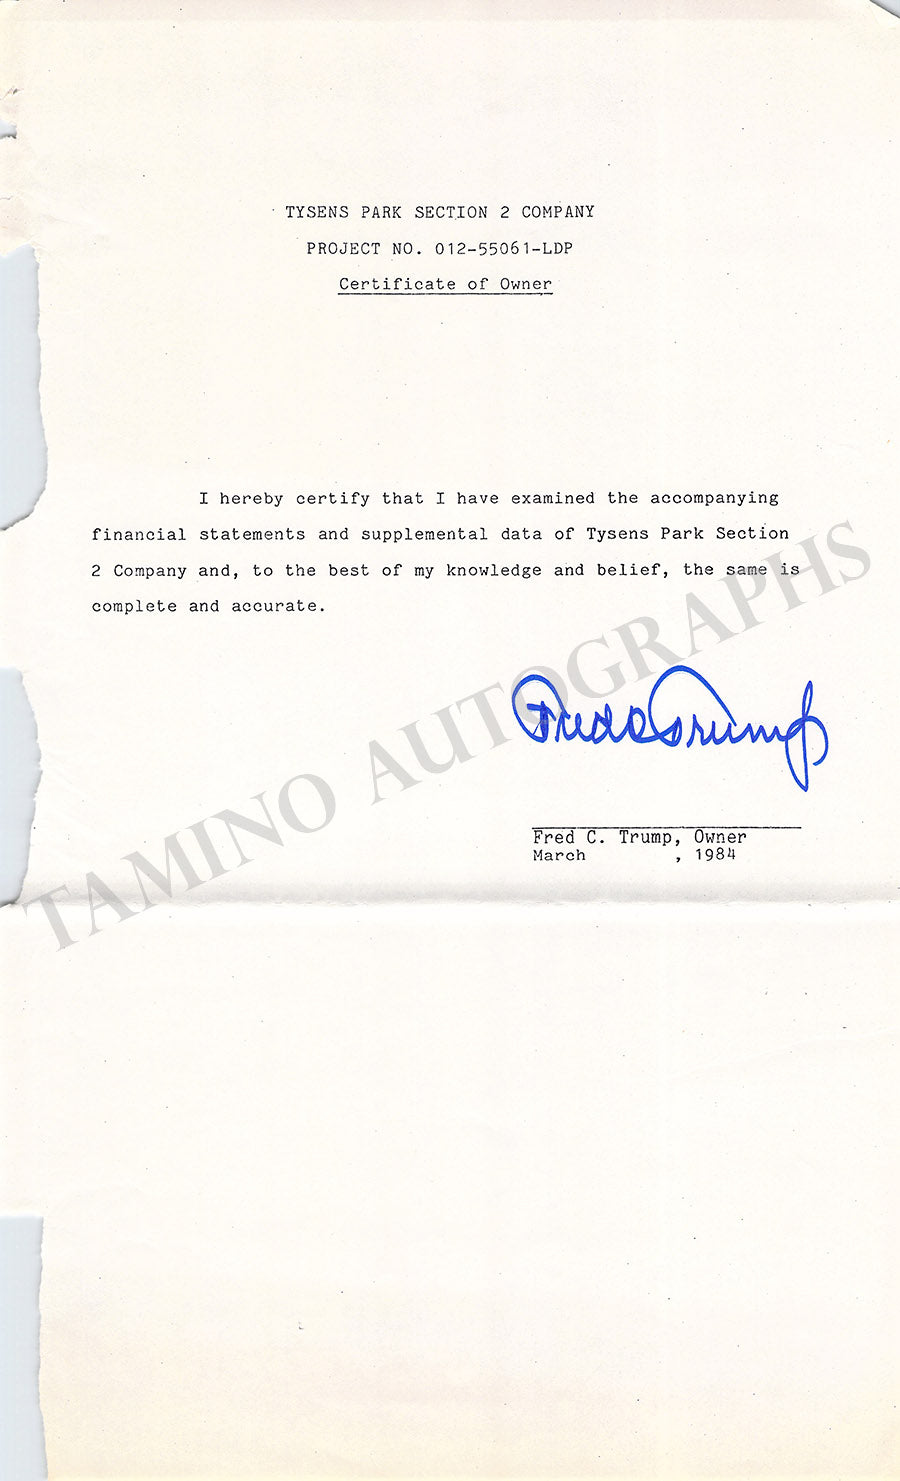 TYSENS PARK SECTION 2 COMPANY
PROJECT NO. 012-55061-LDP
Certificate of Owner
I hereby certify that I have examined the accompanying
financial statements and supplemental data of Tysens Park Section
2 Company and, to the best of my knowledge and belief, the same is
complete and accurate.
Fred C Trump
Fred C. Trump, Owner
March , 1984
TAMINO AUTOGRAPHS